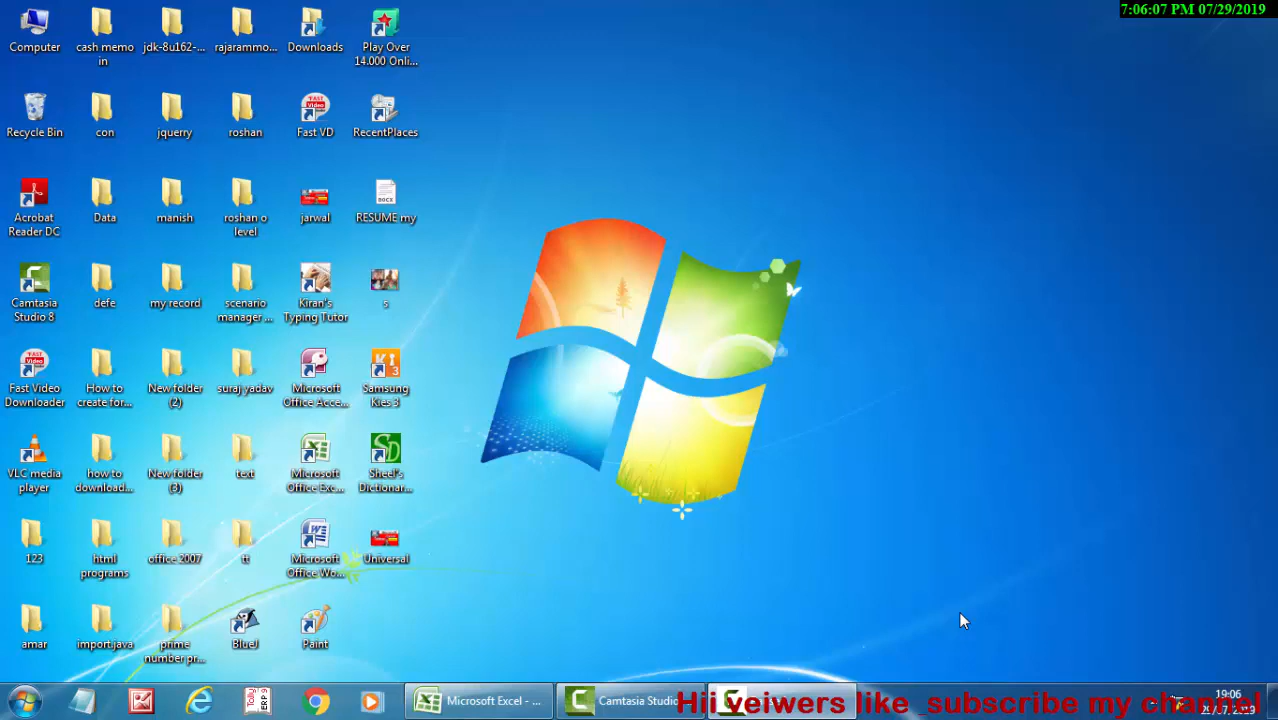 7:06:07 PM 07/29/2019
Computer
cash memo
in
jdk-8u162-...
rajarammo...
Downloads
Play Over
14.000 Onli...
Recycle Bin
con
jquerry
roshan
Fast VD
RecentPlaces
Acrobat
Reader DC
Data
manish
roshan o
level
jarwal
RESUME my
Camtasia
Studio 8
defe
my record
scenario
manager ...
Kiran's
Typing Tutor
s
Fast Video
Downloader
How to
create for...
New folder
(2)
suraj yadav
Microsoft
Office Acce...
Samsung
Kies 3
VLC media
player
how to
download...
New folder
(3)
text
Microsoft
Office Exc...
Sheel's
Dictionar...
123
html
programs
office 2007
tt
Microsoft
Office Wo...
Universal
amar
import.java
prime
number pr...
BlueJ
Paint
Microsoft Excel - ...
Camtasia Studio
19:06
29/07/2019
Hii veiwers like subscribe my channel